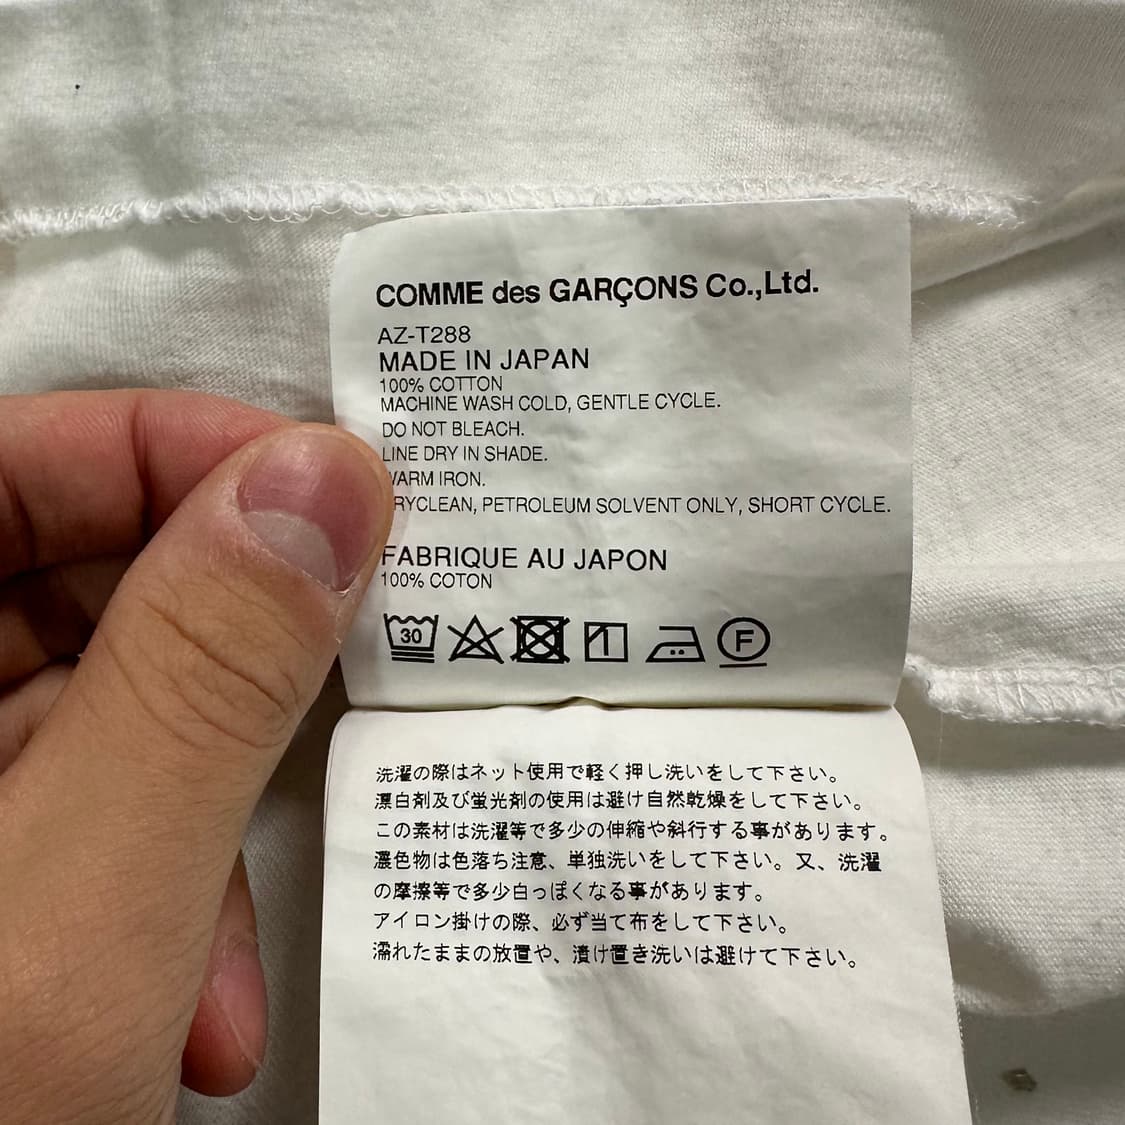 COMME des GARÇONS Co.,Ltd.
AZ-T288
MADE IN JAPAN
100% COTTON
MACHINE WASH COLD, GENTLE CYCLE.
DO NOT BLEACH.
LINE DRY IN SHADE.
WARM IRON.
RYCLEAN, PETROLEUM SOLVENT ONLY, SHORT CYCLE.
FABRIQUE AU JAPON
100% COTON
30
F
洗濯の際はネット使用で軽く押し洗いをして下さい。
漂白剤及び蛍光剤の使用は避け自然乾燥をして下さい。
この素材は洗濯等で多少の伸縮や斜行する事があります。
濃色物は色落ち注意、単独洗いをして下さい。又、洗濯
の摩擦等で多少白っぽくなる事があります。
アイロン掛けの際、必ず当て布をして下さい。
濡れたままの放置や、漬け置き洗いは避けて下さい。